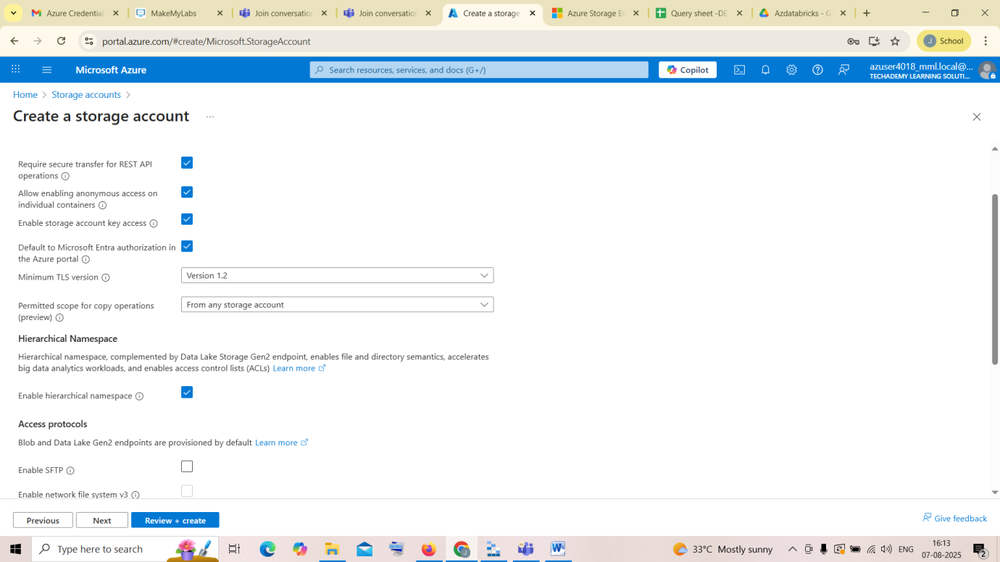 Azure Credential
MakeMyLabs
Join conversation
Join conversation
Create a storage
Azure Storage Ex
Query sheet -DE
Azdatabricks - G
portal.azure.com/#create/Microsoft.StorageAccount
J School
Microsoft Azure
Search resources, services, and docs (G+/)
Copilot
azuser4018_mml.local@...
TECHADEMY LEARNING SOLUTI...
Home > Storage accounts >
Create a storage account ...
Require secure transfer for REST API
operations
Allow enabling anonymous access on
individual containers
Enable storage account key access
Default to Microsoft Entra authorization in
the Azure portal
Minimum TLS version
Version 1.2
Permitted scope for copy operations
(preview)
From any storage account
Hierarchical Namespace
Hierarchical namespace, complemented by Data Lake Storage Gen2 endpoint, enables file and directory semantics, accelerates
big data analytics workloads, and enables access control lists (ACLs) Learn more
Enable hierarchical namespace
Access protocols
Blob and Data Lake Gen2 endpoints are provisioned by default Learn more
Enable SFTP
Enable network file system v3
Previous
Next
Review + create
Give feedback
Type here to search
33°C Mostly sunny
ENG
16:13
07-08-2025
2